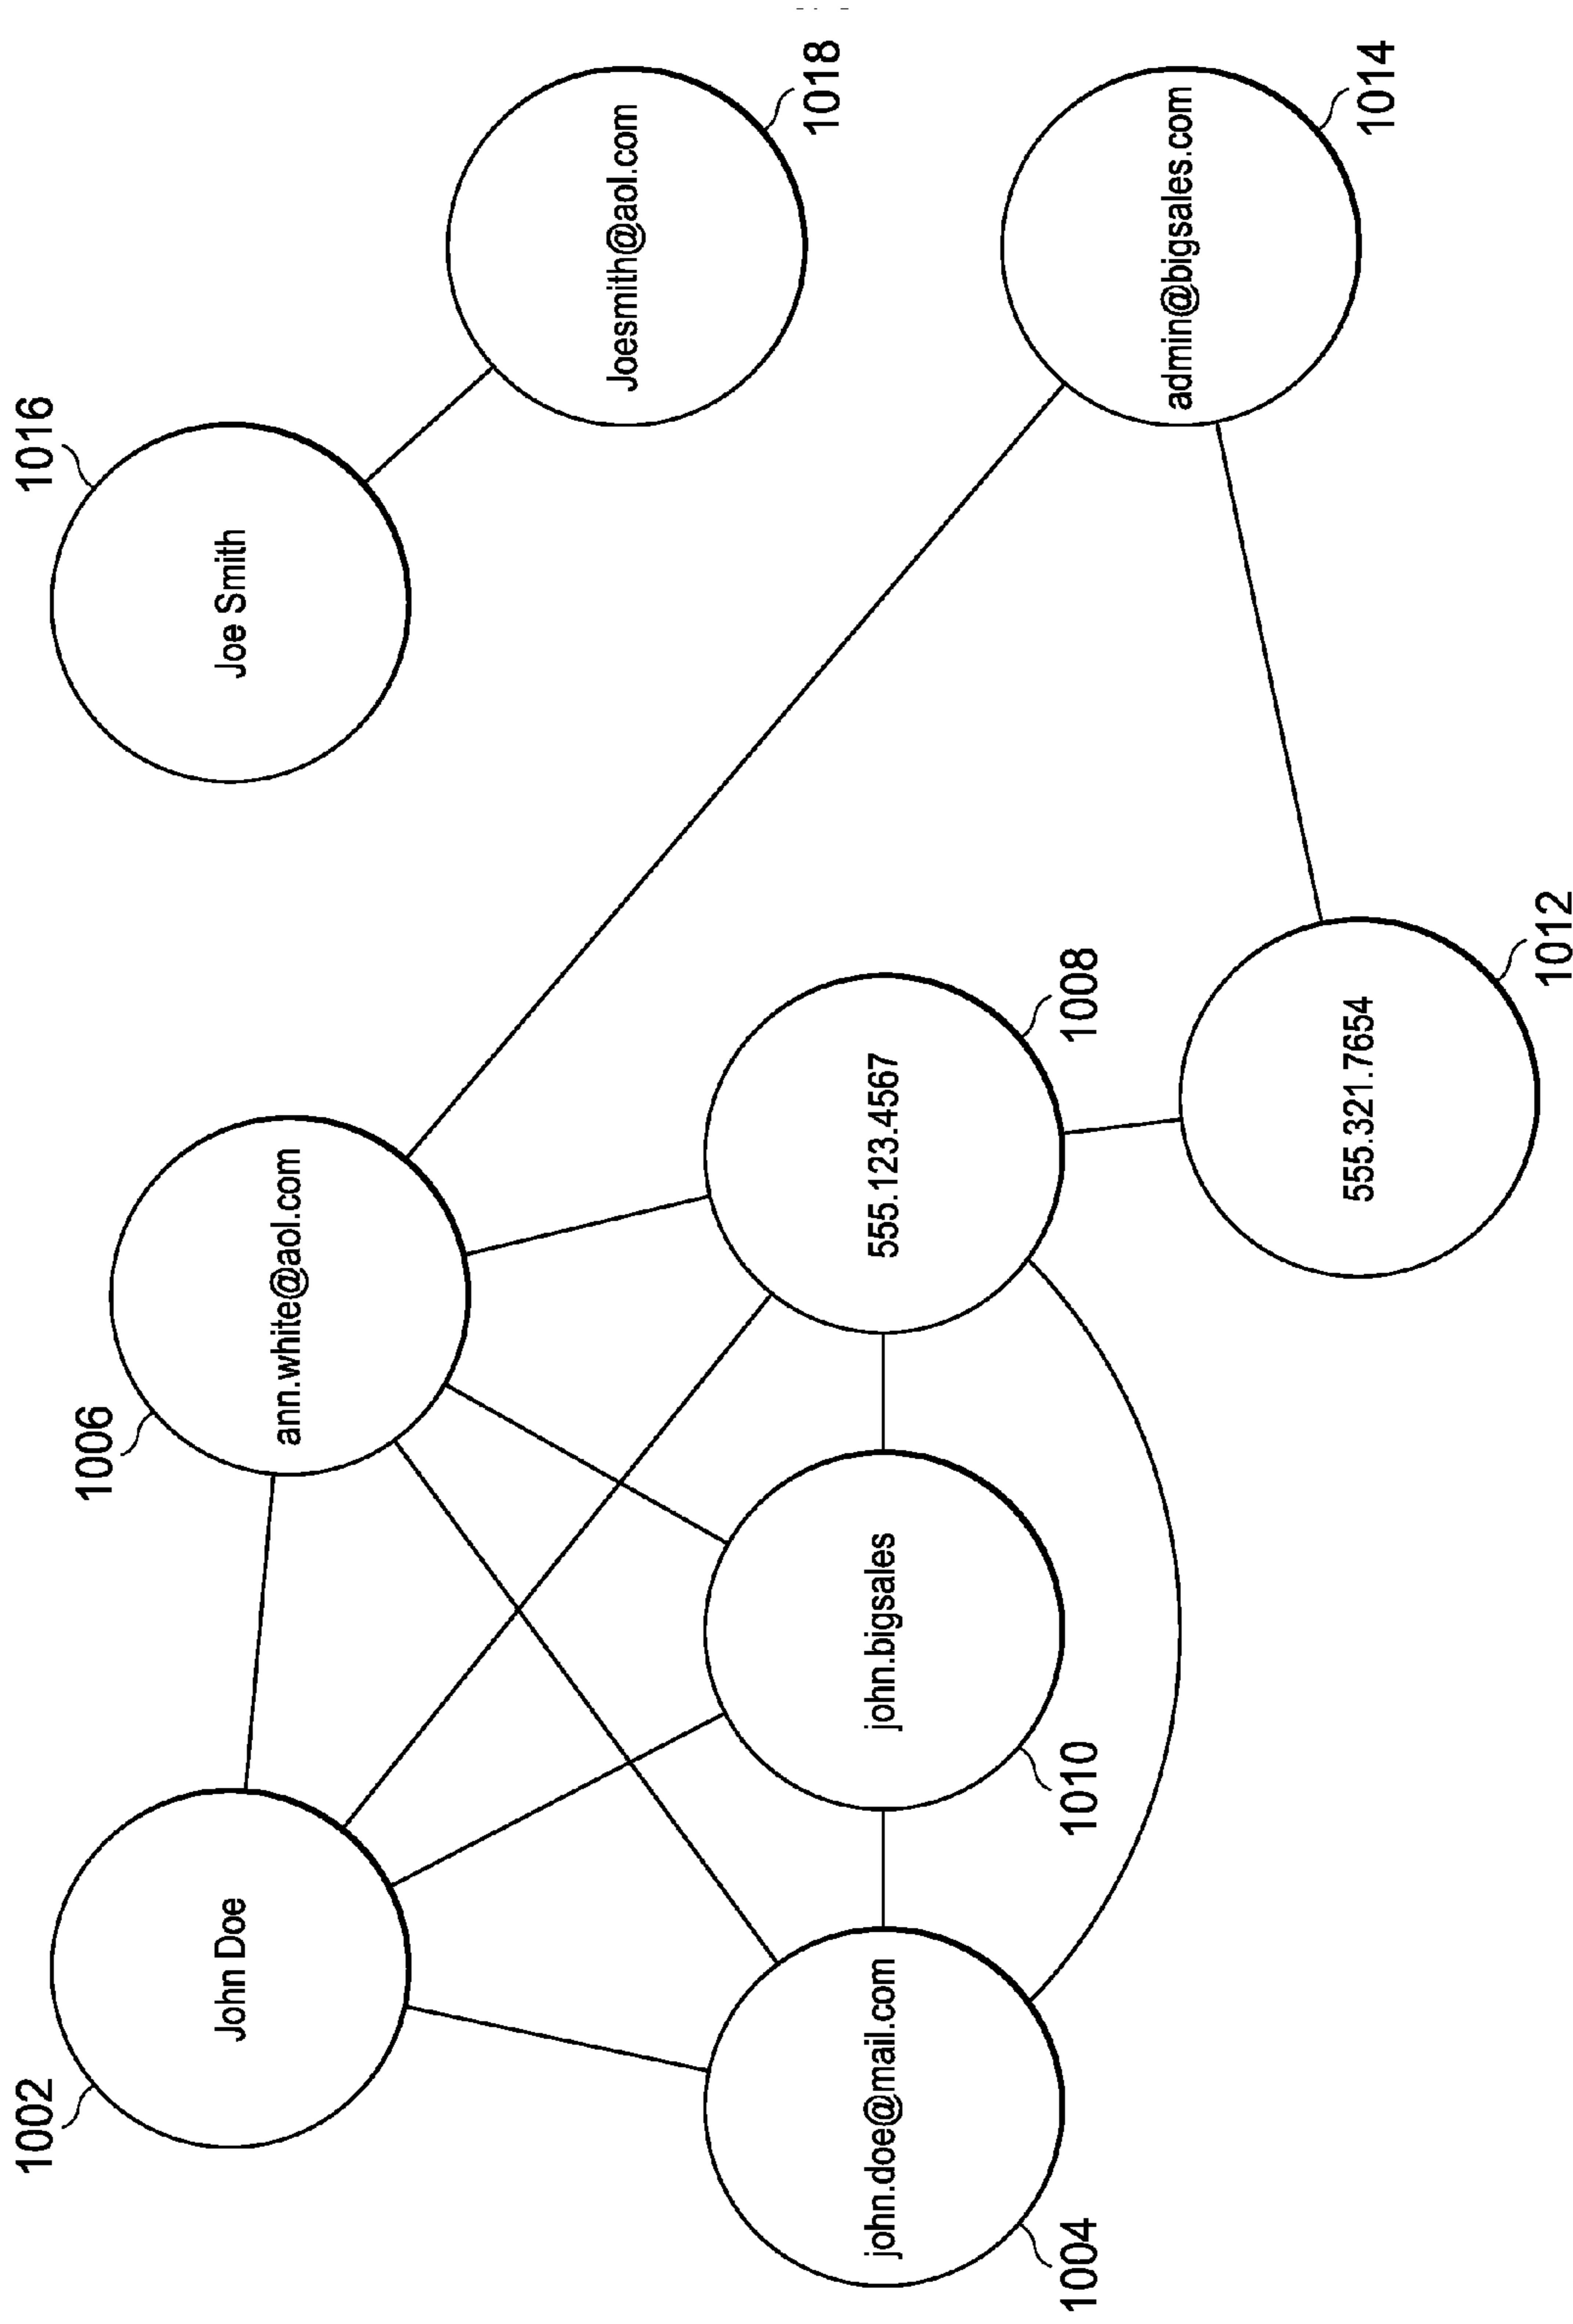 1002
John Doe
1006
ann.white@aol.com
1016
Joe Smith
Joesmith@aol.com
1018
john.doe@mail.com
1004
john.bigsales
1010
555.123.4567
1008
admin@bigsales.com
1014
555.321.7654
1012